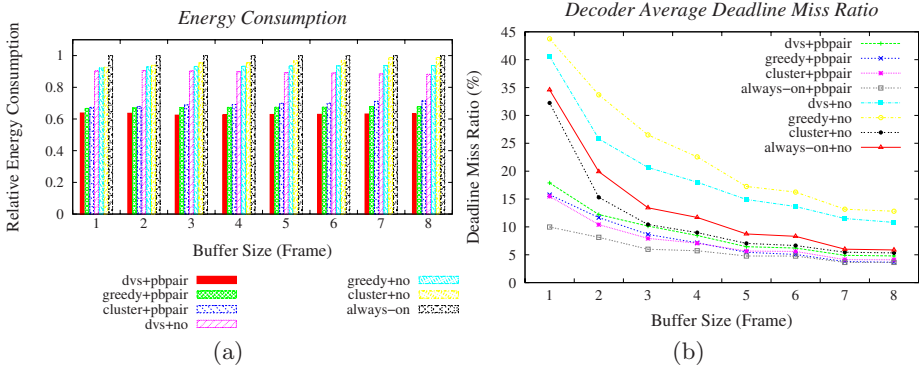 Energy Consumption
Relative Energy Consumption
1
0.8
0.6
0.4
0.2
0
1 2 3 4 5 6 7 8
Buffer Size (Frame)
dvs+pbpair
greedy+pbpair
cluster+pbpair
dvs+no
greedy+no
cluster+no
always−on
(a)
Decoder Average Deadline Miss Ratio
Deadline Miss Ratio (%)
45
40
35
30
25
20
15
10
5
0
dvs+pbpair
greedy+pbpair
cluster+pbpair
always−on+pbpair
dvs+no
greedy+no
cluster+no
always−on+no
1 2 3 4 5 6 7 8
Buffer Size (Frame)
(b)